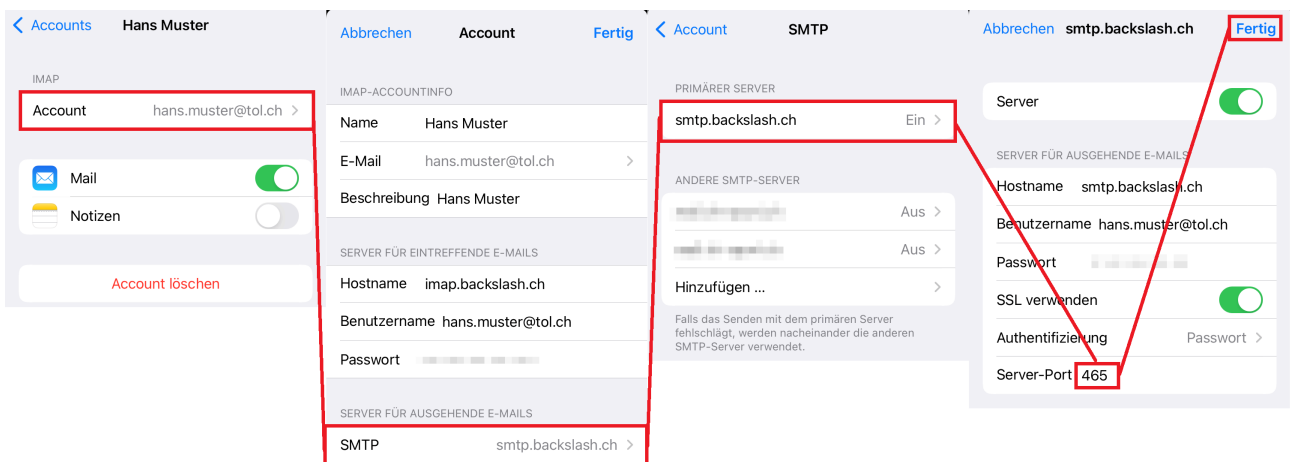 Accounts Hans Muster
IMAP
Account hans.muster@tol.ch
Mail
Notizen
Account löschen
Abbrechen Account Fertig
IMAP-ACCOUNTINFO
Name Hans Muster
E-Mail hans.muster@tol.ch
Beschreibung Hans Muster
SERVER FÜR EINTREFFENDE E-MAILS
Hostname imap.backslash.ch
Benutzername hans.muster@tol.ch
Passwort
SERVER FÜR AUSGEHENDE E-MAILS
SMTP smtp.backslash.ch
Account SMTP
PRIMÄRER SERVER
smtp.backslash.ch Ein
ANDERE SMTP-SERVER
Aus
Aus
Hinzufügen ...
Falls das Senden mit dem primären Server
fehlschlägt, werden nacheinander die anderen
SMTP-Server verwendet.
Abbrechen smtp.backslash.ch Fertig
Server
SERVER FÜR AUSGEHENDE E-MAILS
Hostname smtp.backslash.ch
Benutzername hans.muster@tol.ch
Passwort
SSL verwenden
Authentifizierung Passwort
Server-Port 465